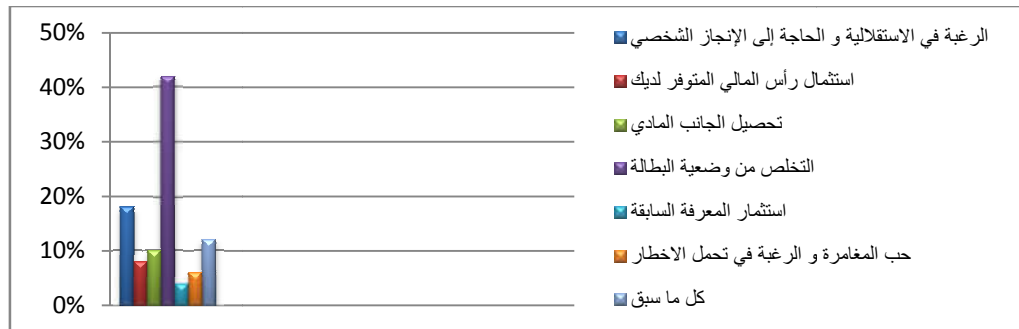 50%
40%
30%
20%
10%
0%
الرغبة في الاستقلالية و الحاجة إلى الإنجاز الشخصي
استثمال رأس المالي المتوفر لديك
تحصيل الجانب المادي
التخلص من وضعية البطالة
استثمار المعرفة السابقة
حب المغامرة و الرغبة في تحمل الاخطار
كل ما سبق